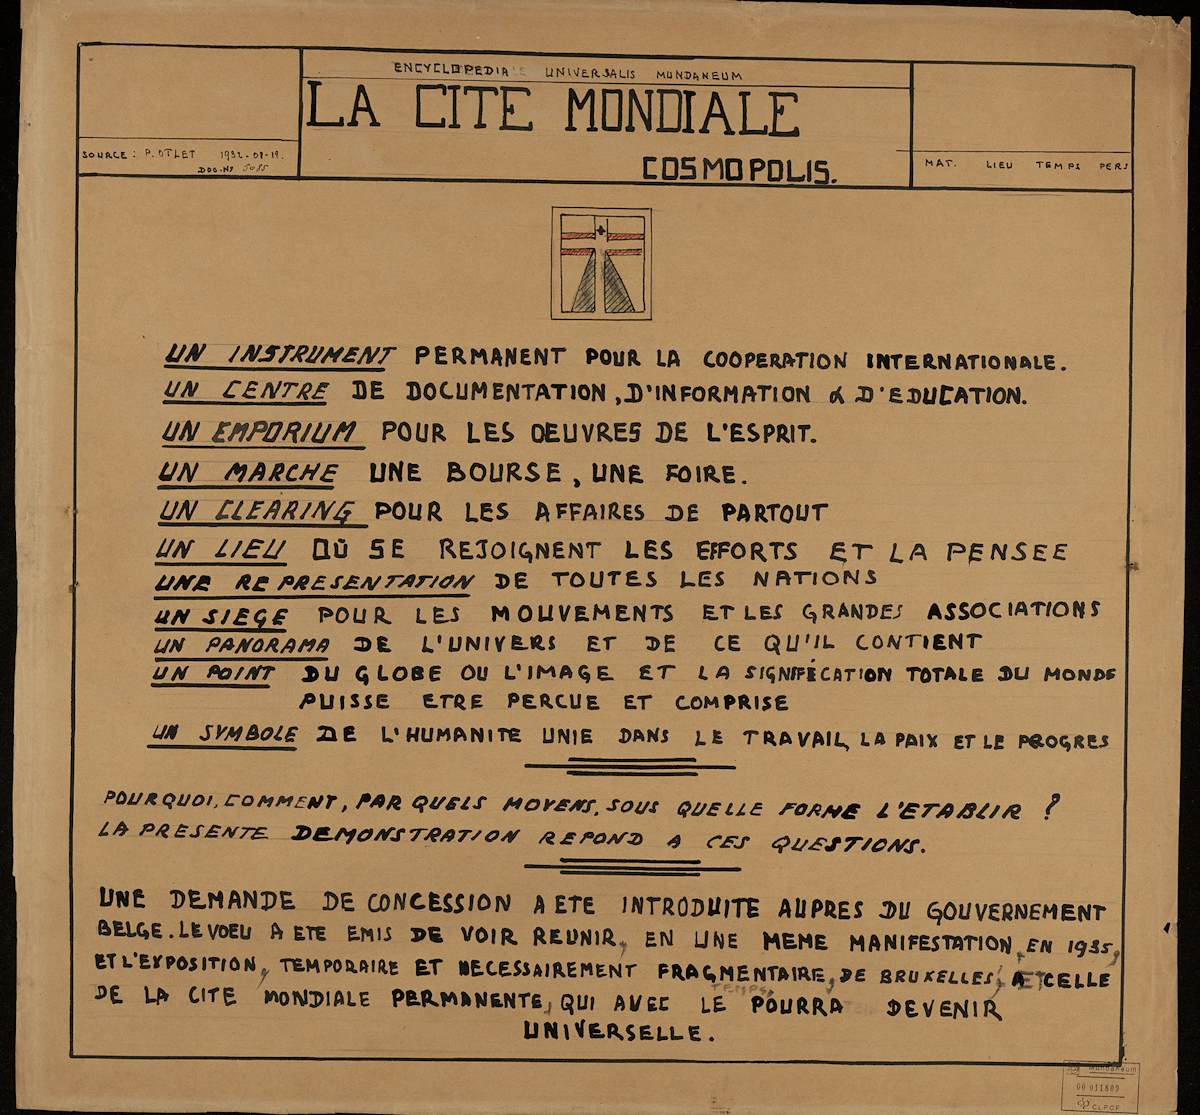 ENCYCLOPEDIA UNIVERSALIS MUNDANEUM
LA CITE MONDIALE
COSMOPOLIS.
SOURCE : P. OTLET 1932-09-19.
DOC. No 5085
MAT. LIEU TEMPS PERS
UN INSTRUMENT PERMANENT POUR LA COOPERATION INTERNATIONALE.
UN CENTRE DE DOCUMENTATION, D'INFORMATION & D'EDUCATION.
UN EMPORIUM POUR LES OEUVRES DE L'ESPRIT.
UN MARCHE UNE BOURSE, UNE FOIRE.
UN CLEARING POUR LES AFFAIRES DE PARTOUT
UN LIEU OÙ SE REJOIGNENT LES EFFORTS ET LA PENSEE
UNE REPRESENTATION DE TOUTES LES NATIONS
UN SIEGE POUR LES MOUVEMENTS ET LES GRANDES ASSOCIATIONS
UN PANORAMA DE L'UNIVERS ET DE CE QU'IL CONTIENT
UN POINT DU GLOBE OU L'IMAGE ET LA SIGNIFICATION TOTALE DU MONDE
PUISSE ETRE PERCUE ET COMPRISE
UN SYMBOLE DE L'HUMANITE UNIE DANS LE TRAVAIL, LA PAIX ET LE PROGRES
POURQUOI, COMMENT, PAR QUELS MOYENS, SOUS QUELLE FORME L'ETABLIR ?
LA PRESENTE DEMONSTRATION REPOND A CES QUESTIONS.
UNE DEMANDE DE CONCESSION A ETE INTRODUITE AUPRES DU GOUVERNEMENT
BELGE. LE VOEU A ETE EMIS DE VOIR REUNIR, EN UNE MEME MANIFESTATION, EN 1935,
ET L'EXPOSITION, TEMPORAIRE ET NECESSAIREMENT FRAGMENTAIRE, DE BRUXELLES, A ET CELLE
DE LA CITE MONDIALE PERMANENTE, QUI AVEC LE TEMPS POURRA DEVENIR
UNIVERSELLE.
Mundaneum
00 011809
CLPCF